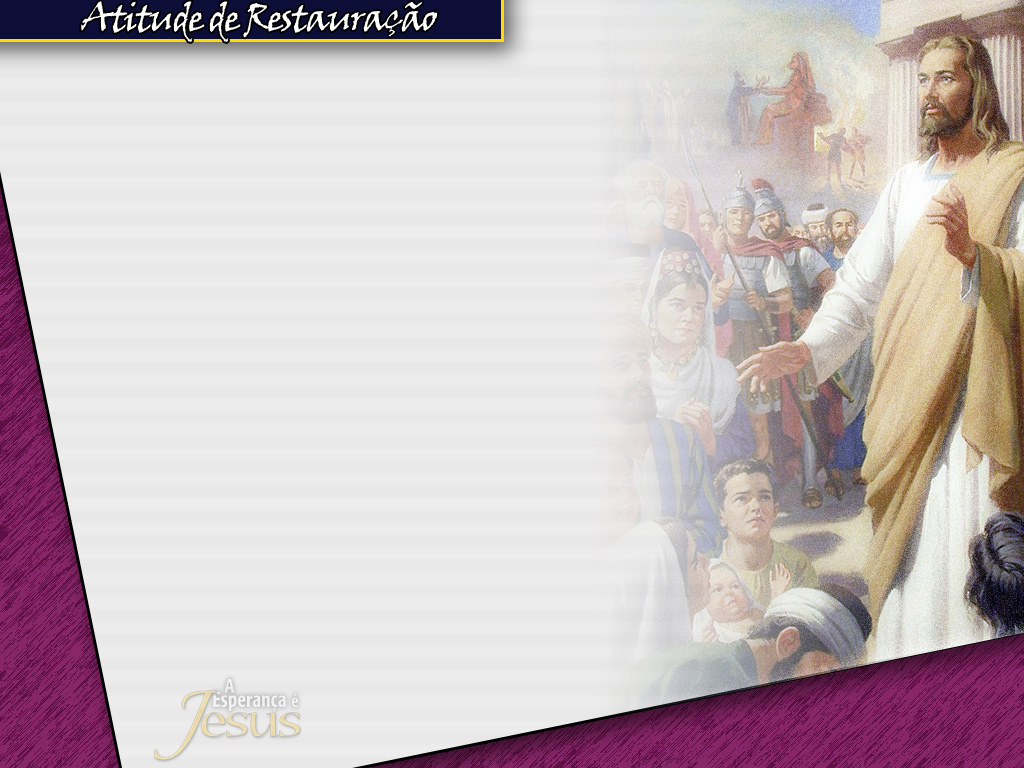 Atitude de Restauração
A
Esperança é
Jesus